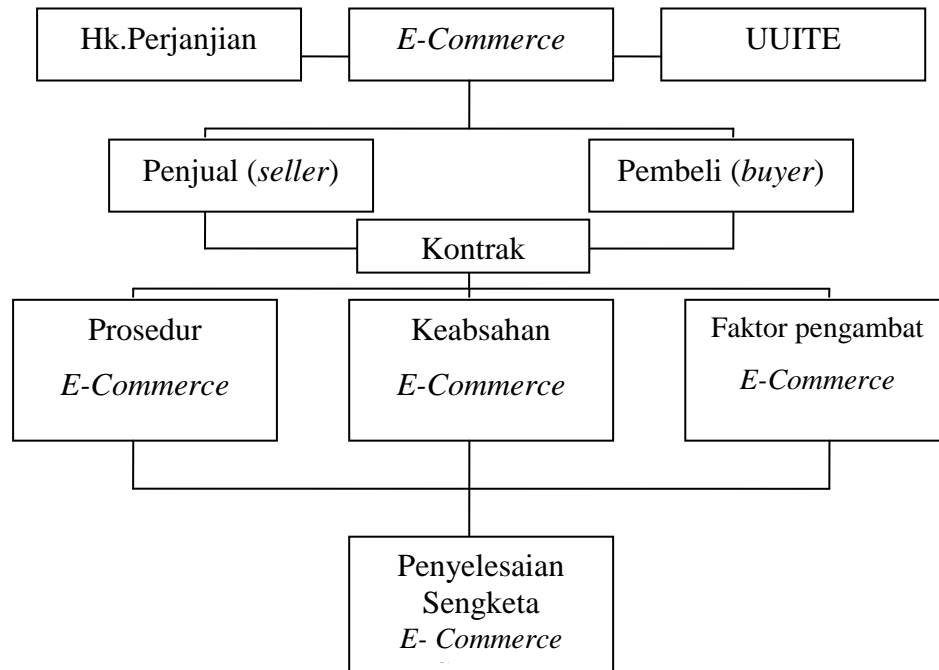 Hk.Perjanjian
E-Commerce
UUITE
Penjual (seller)
Pembeli (buyer)
Kontrak
Prosedur
E-Commerce
Keabsahan
E-Commerce
Faktor pengambat
E-Commerce
Penyelesaian
Sengketa
E- Commerce